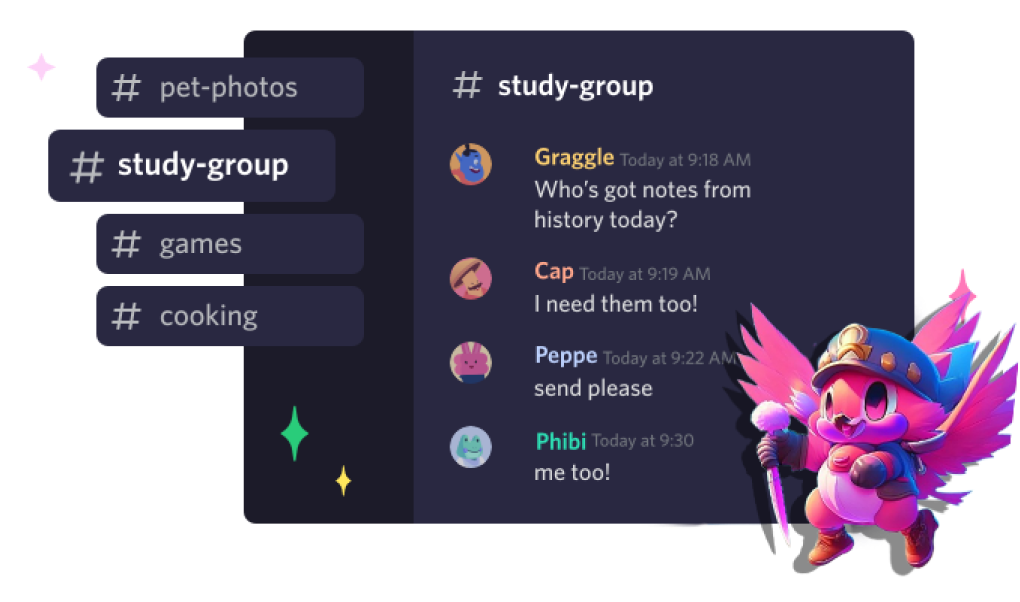 # pet-photos
# study-group
# games
# cooking
# study-group
Graggle Today at 9:18 AM
Who's got notes from
history today?
Cap Today at 9:19 AM
I need them too!
Peppe Today at 9:22 AM
send please
Phibi Today at 9:30
me too!